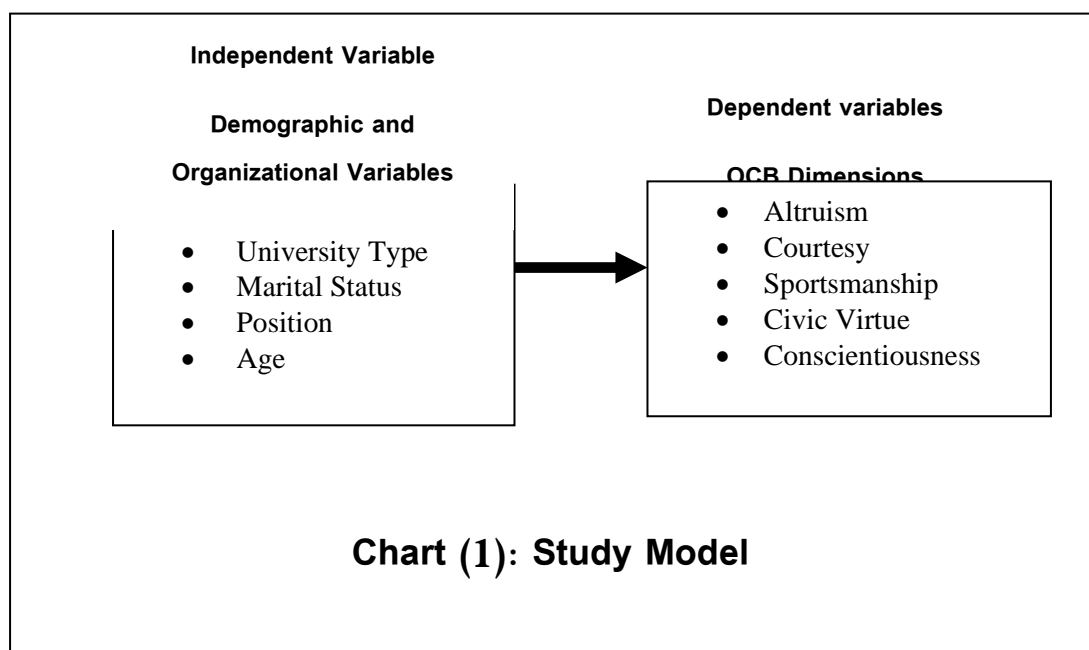 Independent Variable
Demographic and
Organizational Variables
• University Type
• Marital Status
• Position
• Age
Dependent variables
OCB Dimensions
• Altruism
• Courtesy
• Sportsmanship
• Civic Virtue
• Conscientiousness
Chart (1): Study Model